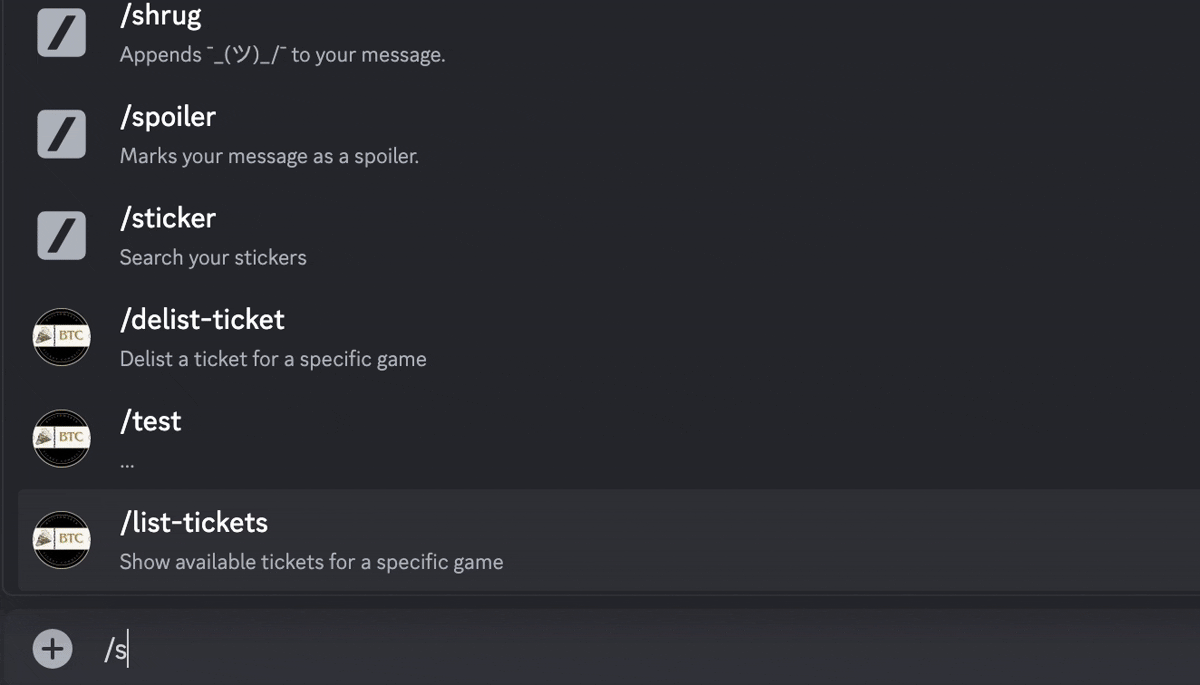 /shrug
Appends ¯_(ツ)_/¯ to your message.
/spoiler
Marks your message as a spoiler.
/sticker
Search your stickers
/delist-ticket
BTC
Delist a ticket for a specific game
/test
BTC
...
/list-tickets
BTC
Show available tickets for a specific game
/s